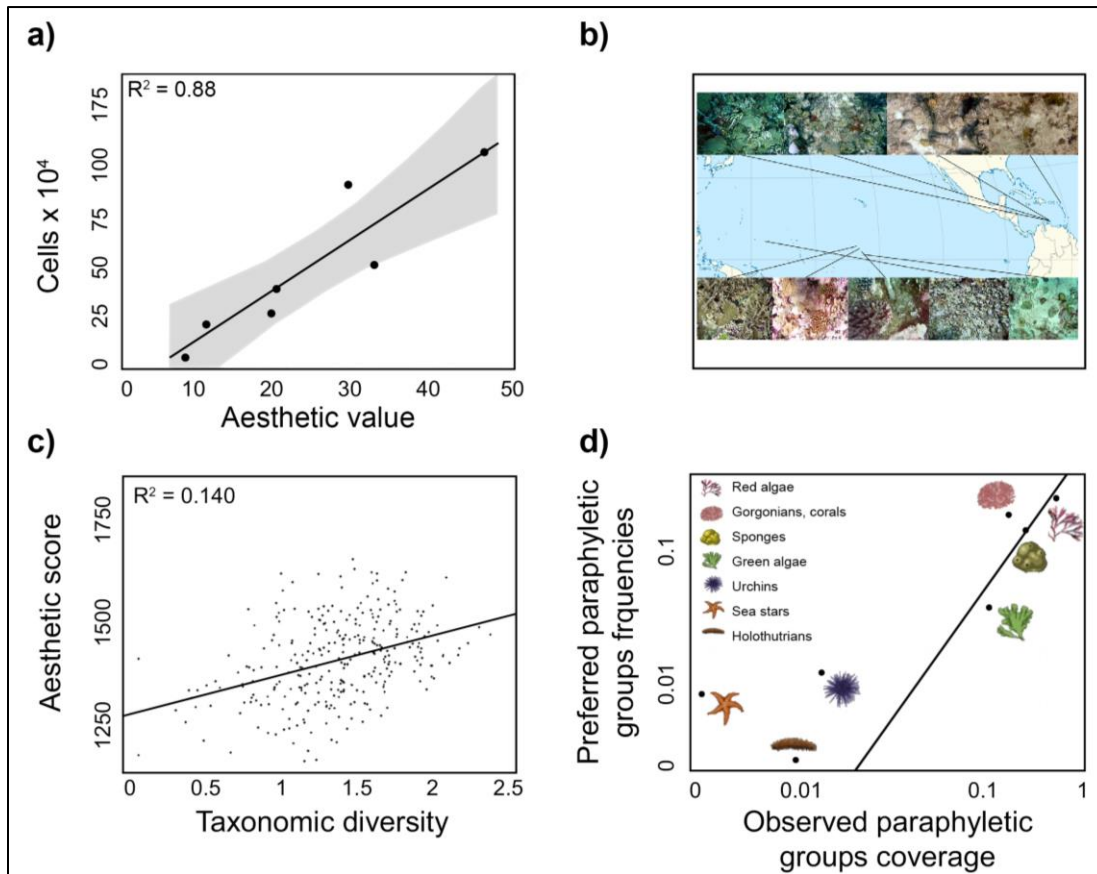 a)
R² = 0.88
175
100
75
50
25
0
Cells x 10⁴
0 10 20 30 40 50
Aesthetic value
b)
c)
R² = 0.140
1750
1500
1250
Aesthetic score
0 0.5 1 1.5 2 2.5
Taxonomic diversity
d)
Red algae
Gorgonians, corals
Sponges
Green algae
Urchins
Sea stars
Holothutrians
0.1
0.01
0
Preferred paraphyletic
groups frquencies
0 0.01 0.1 1
Observed paraphyletic
groups coverage